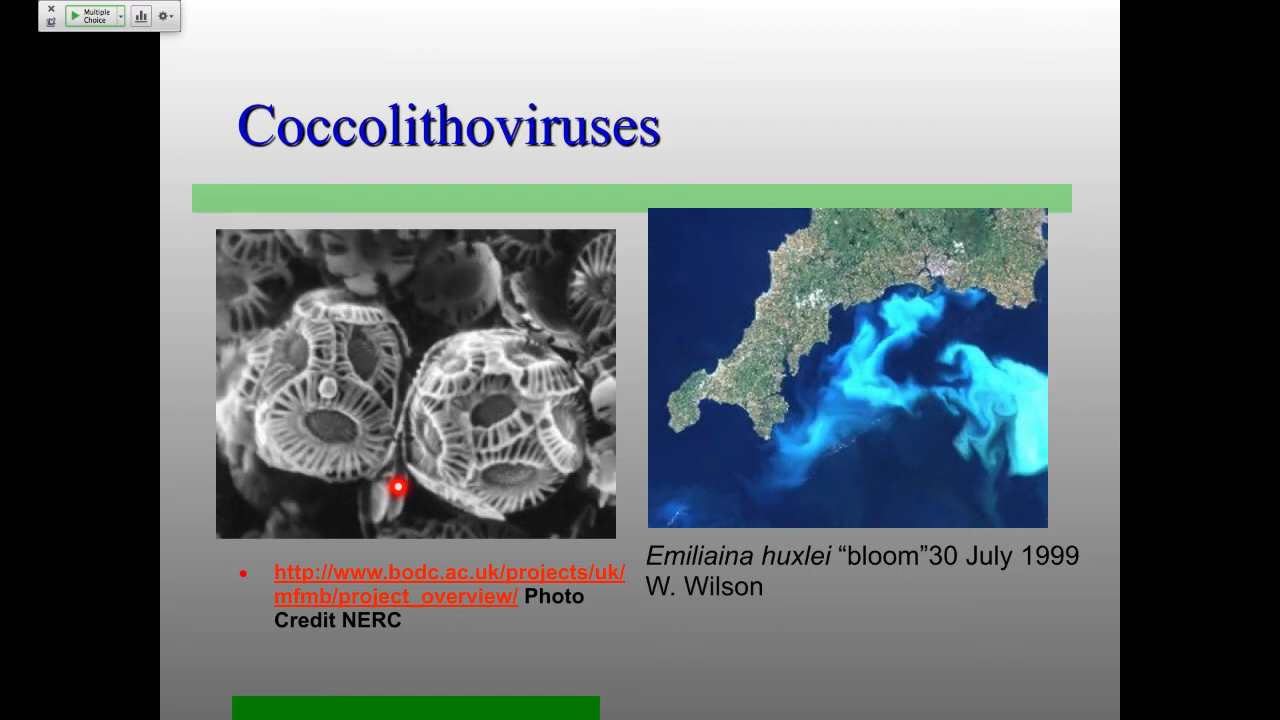 Multiple
Choice
Coccolithoviruses
http://www.bodc.ac.uk/projects/uk/
mfmb/project_overview/ Photo
Credit NERC
Emiliaina huxlei “bloom”30 July 1999
W. Wilson